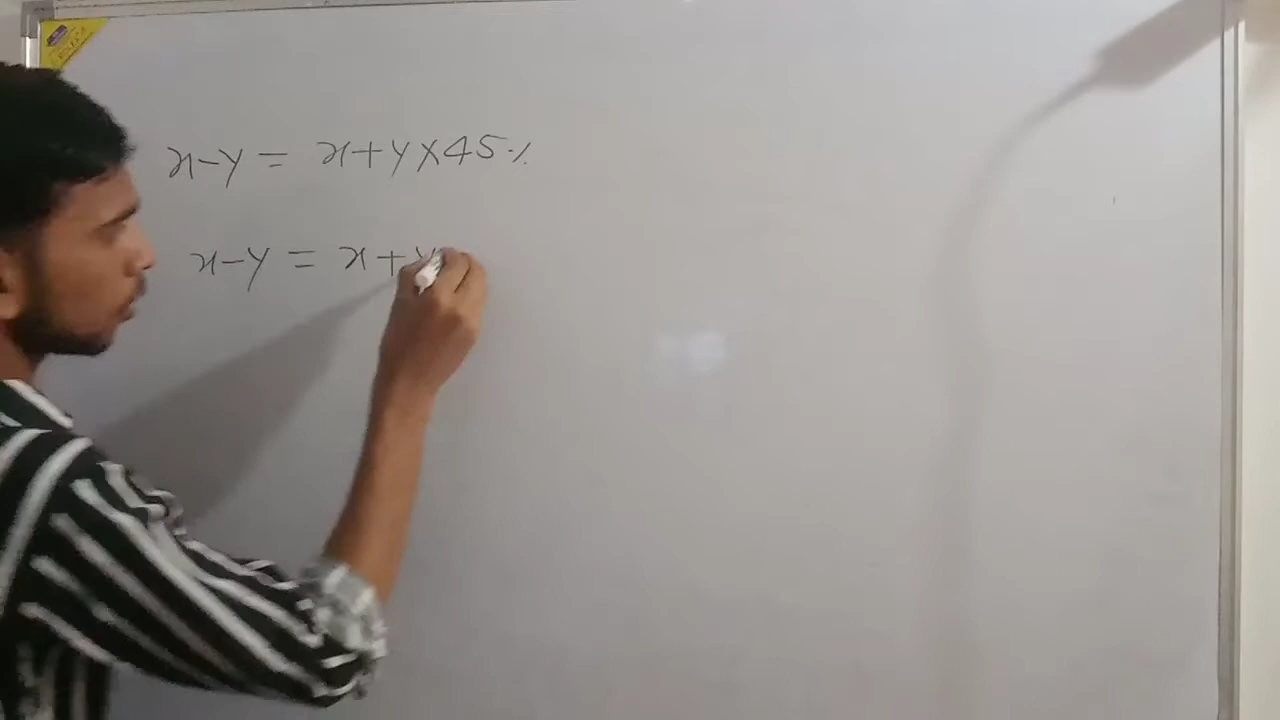 x-y = x+y×45%
x-y = x+y